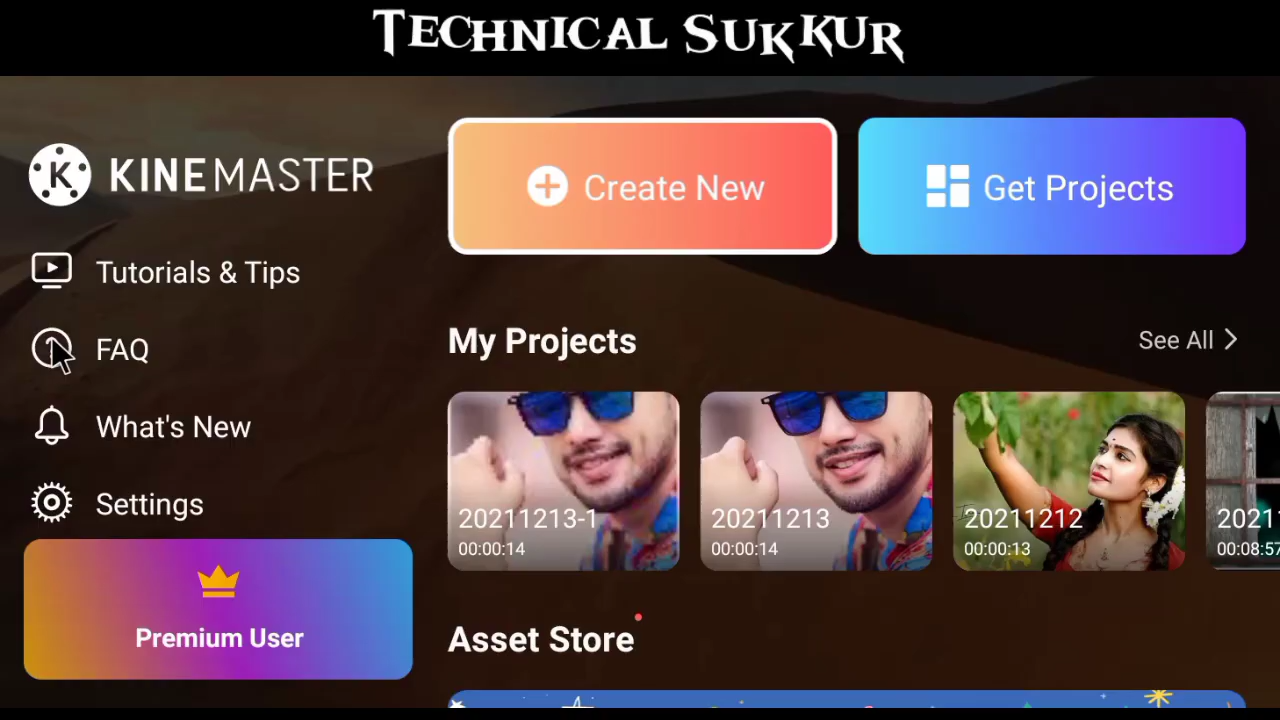 TECHNICAL SUKKUR
KINEMASTER
Tutorials & Tips
FAQ
What's New
Settings
Premium User
Create New
Get Projects
My Projects
See All
20211213-1
00:00:14
20211213
00:00:14
20211212
00:00:13
2021
00:08:57
Asset Store